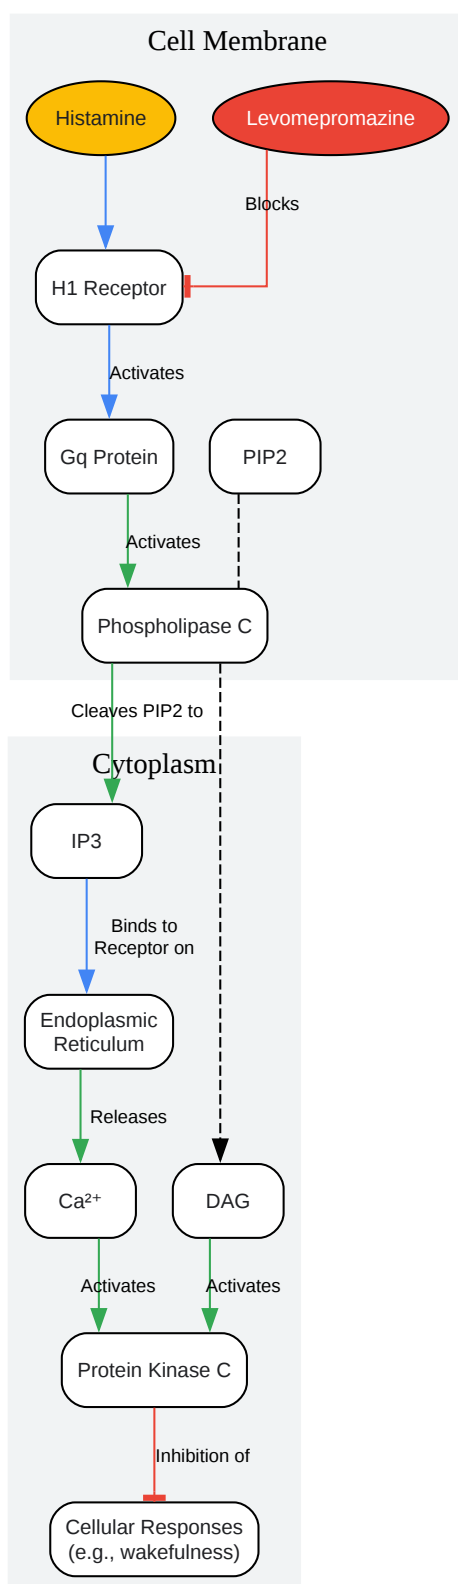 Cell Membrane
Histamine
Levomepromazine
Blocks
H1 Receptor
Activates
Gq Protein
PIP2
Activates
Phospholipase C
Cleaves PIP2 to
Cytoplasm
IP3
Binds to
Receptor on
Endoplasmic
Reticulum
Releases
Ca²⁺
DAG
Activates
Activates
Protein Kinase C
Inhibition of
Cellular Responses
(e.g., wakefulness)